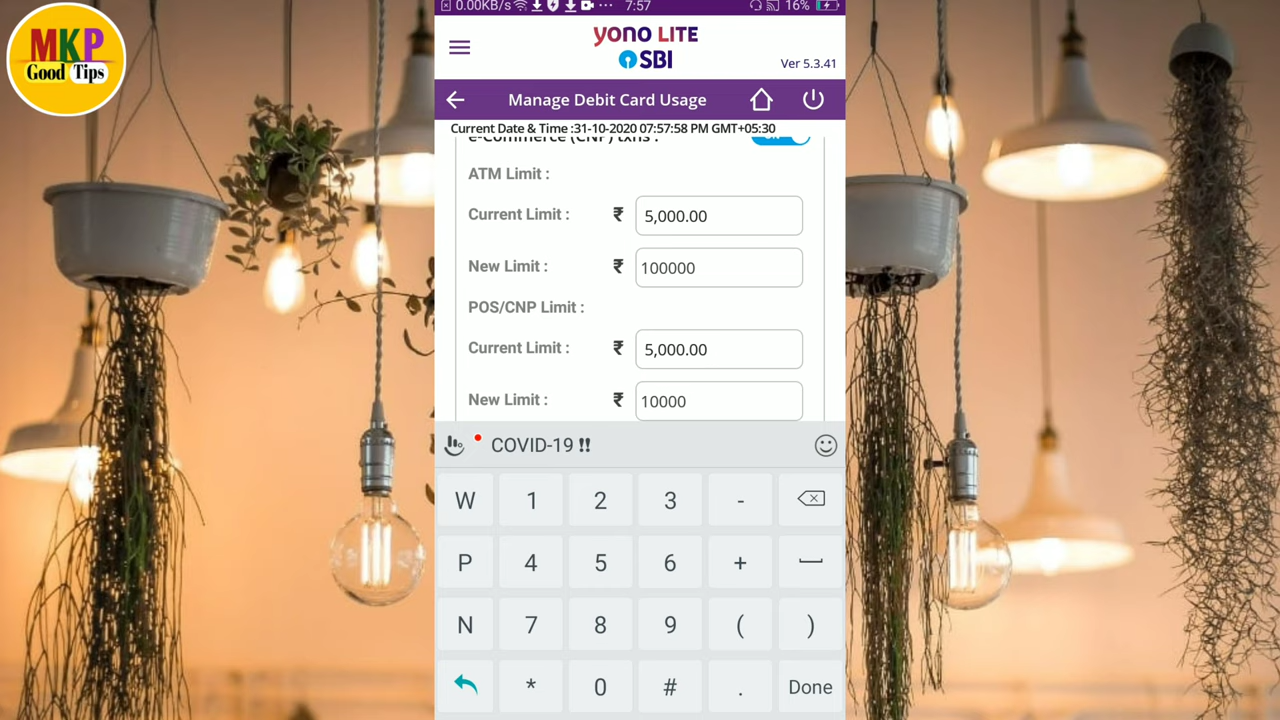 MKP
Good Tips
0.00KB/s ... 7:57 16%
yono LITE
SBI
Ver 5.3.41
Manage Debit Card Usage
Current Date & Time :31-10-2020 07:57:58 PM GMT+05:30
e-Commerce (CNP) txns :
ATM Limit :
Current Limit : ₹ 5,000.00
New Limit : ₹ 100000
POS/CNP Limit :
Current Limit : ₹ 5,000.00
New Limit : ₹ 10000
COVID-19 ‼
W 1 2 3 -
P 4 5 6 +
N 7 8 9 ( )
* 0 # . Done